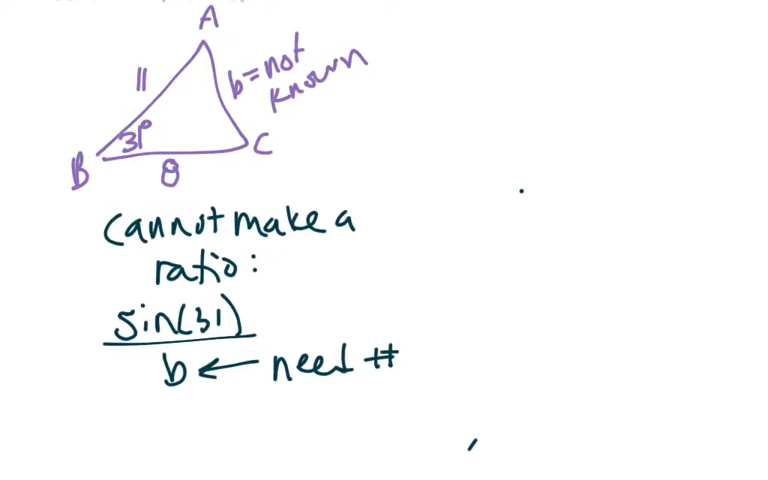 A
11
b=not
known
31°
B
8
C
cannot make a
ratio:
sin(31)
b ← need #